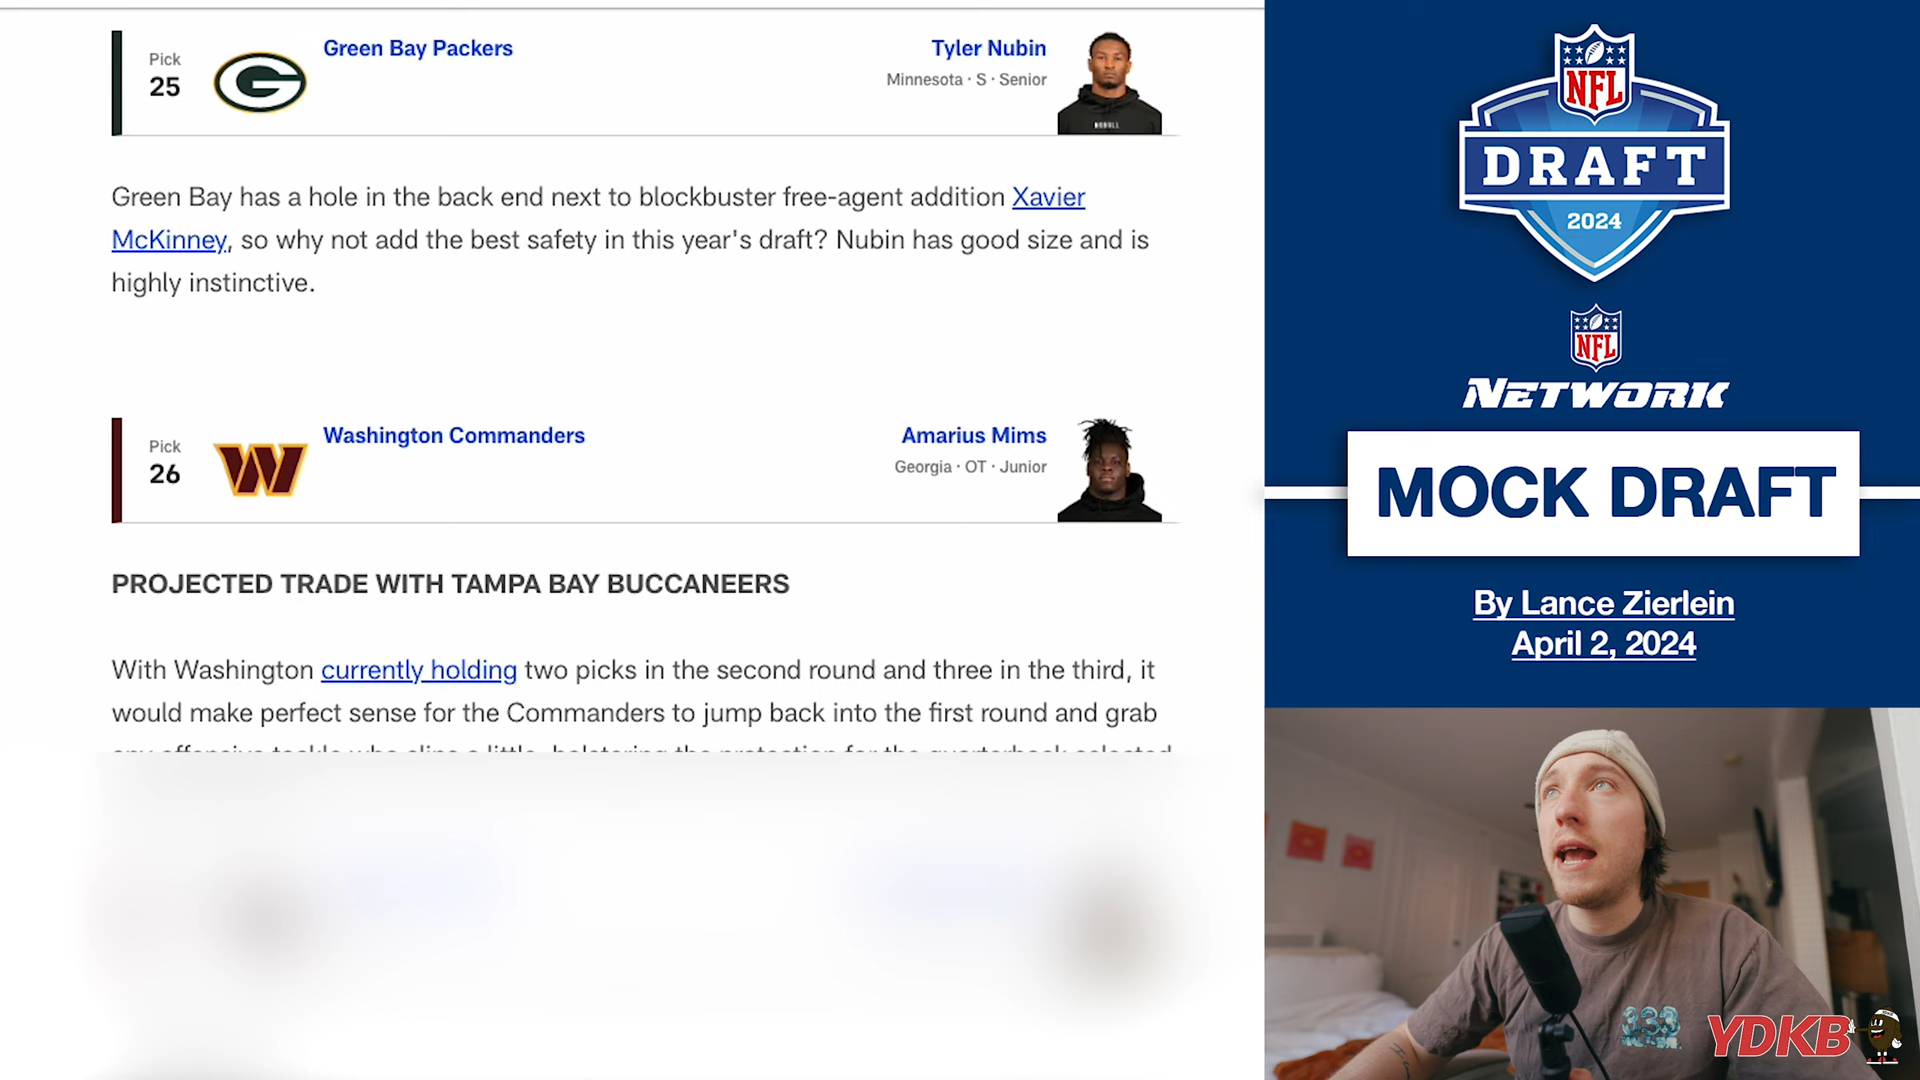 Pick
25
Green Bay Packers
Tyler Nubin
Minnesota · S · Senior
Green Bay has a hole in the back end next to blockbuster free-agent addition Xavier
McKinney, so why not add the best safety in this year's draft? Nubin has good size and is
highly instinctive.
Pick
26
W
Washington Commanders
Amarius Mims
Georgia · OT · Junior
PROJECTED TRADE WITH TAMPA BAY BUCCANEERS
With Washington currently holding two picks in the second round and three in the third, it
would make perfect sense for the Commanders to jump back into the first round and grab
NFL
DRAFT
2024
NFL
NETWORK
MOCK DRAFT
By Lance Zierlein
April 2, 2024
333
YDKB